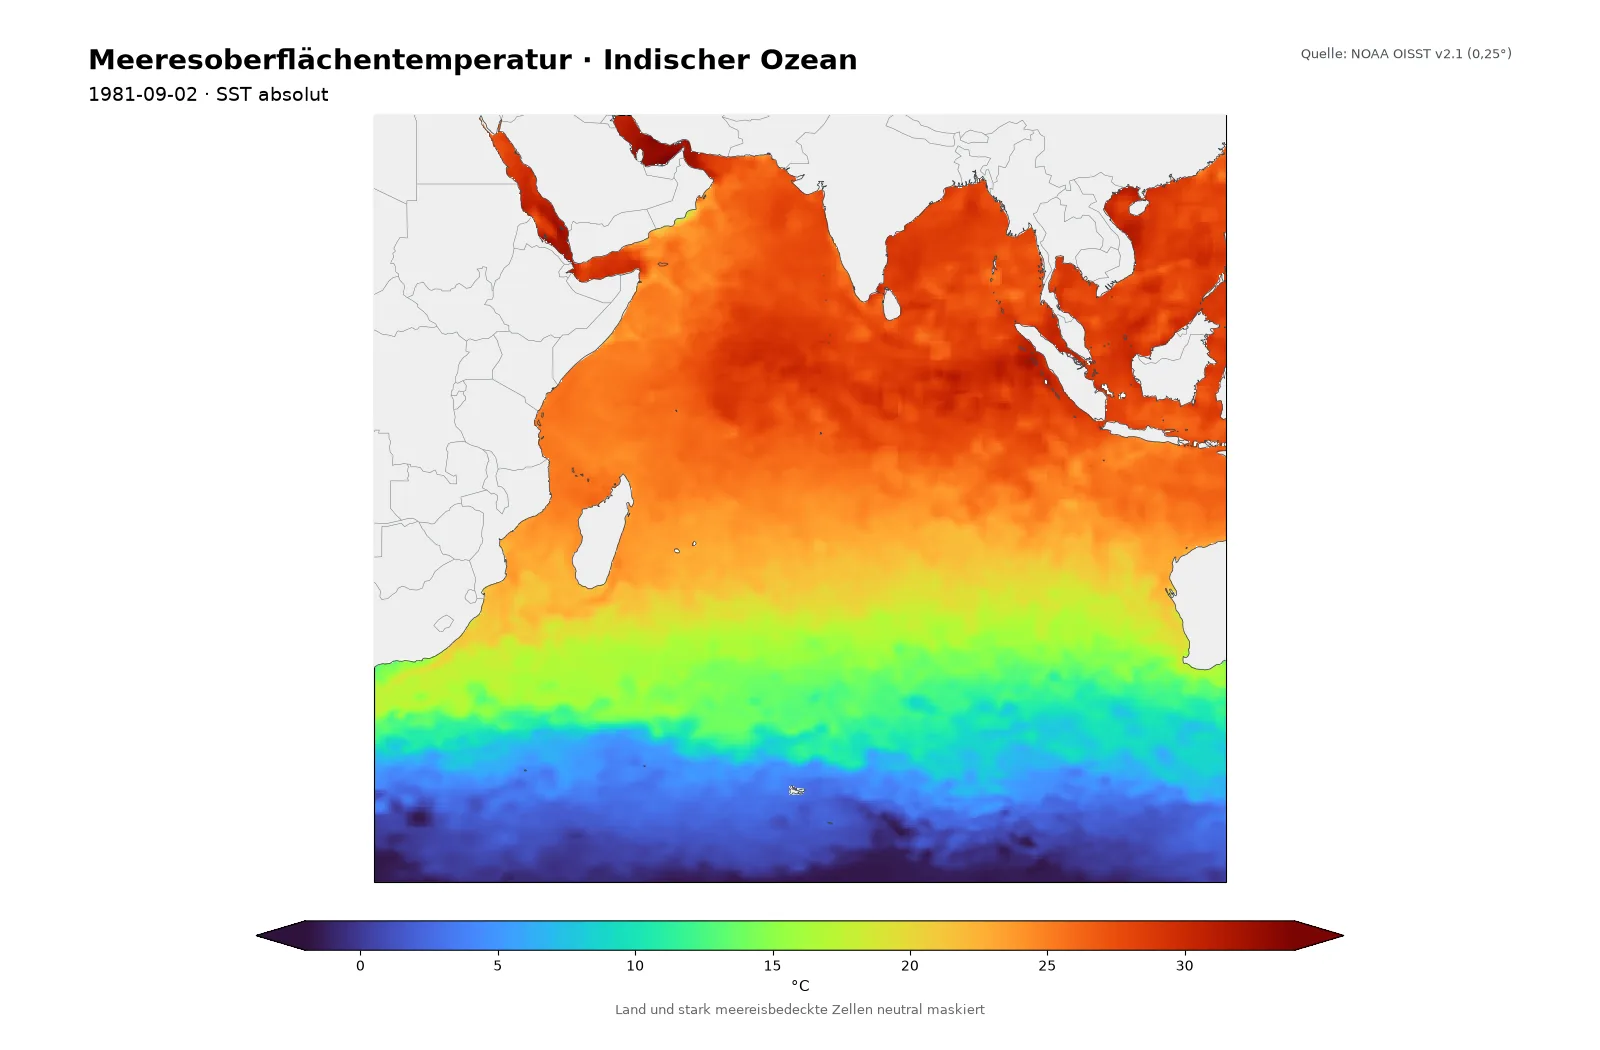 Meeresoberflächentemperatur · Indischer Ozean
Quelle: NOAA OISST v2.1 (0,25°)
1981-09-02 · SST absolut
0 5 10 15 20 25 30
°C
Land und stark meereisbedeckte Zellen neutral maskiert